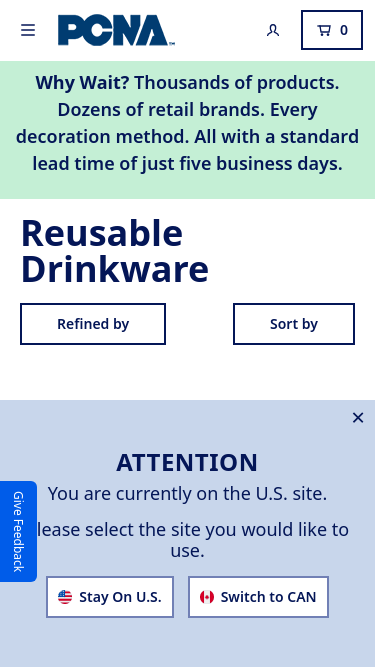 PCNA
0
Why Wait? Thousands of products.
Dozens of retail brands. Every
decoration method. All with a standard
lead time of just five business days.
Reusable
Drinkware
Refined by
Sort by
ATTENTION
You are currently on the U.S. site.
lease select the site you would like to
use.
Give Feedback
Stay On U.S.
Switch to CAN